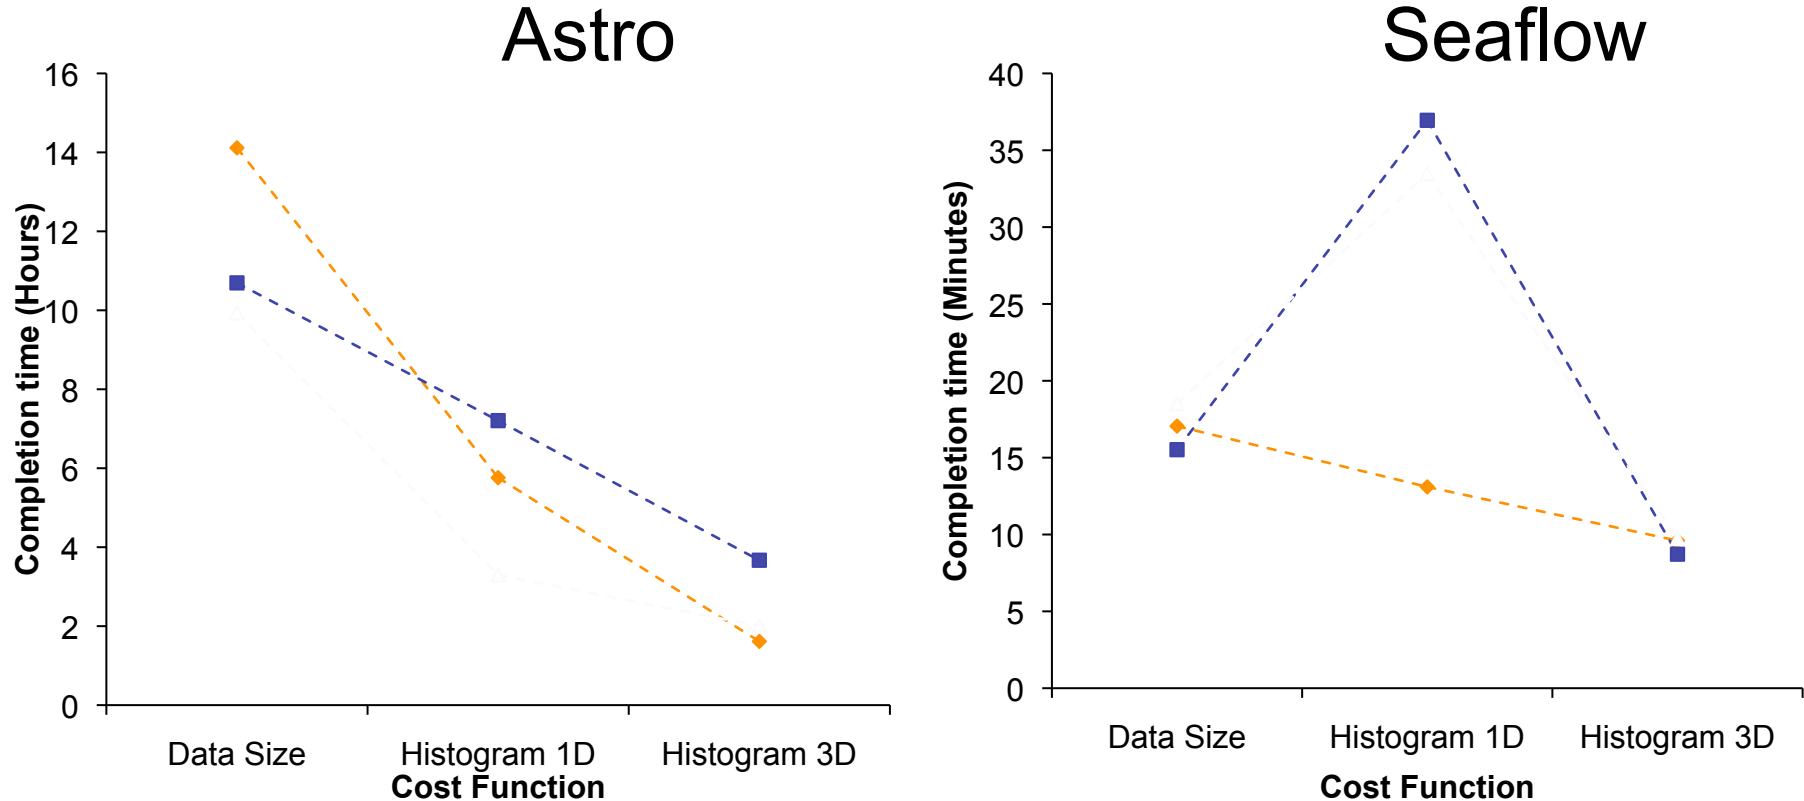 Astro
Completion time (Hours)
16
14
12
10
8
6
4
2
0
Data Size
Histogram 1D
Histogram 3D
Cost Function
Seaflow
Completion time (Minutes)
40
35
30
25
20
15
10
5
0
Data Size
Histogram 1D
Histogram 3D
Cost Function